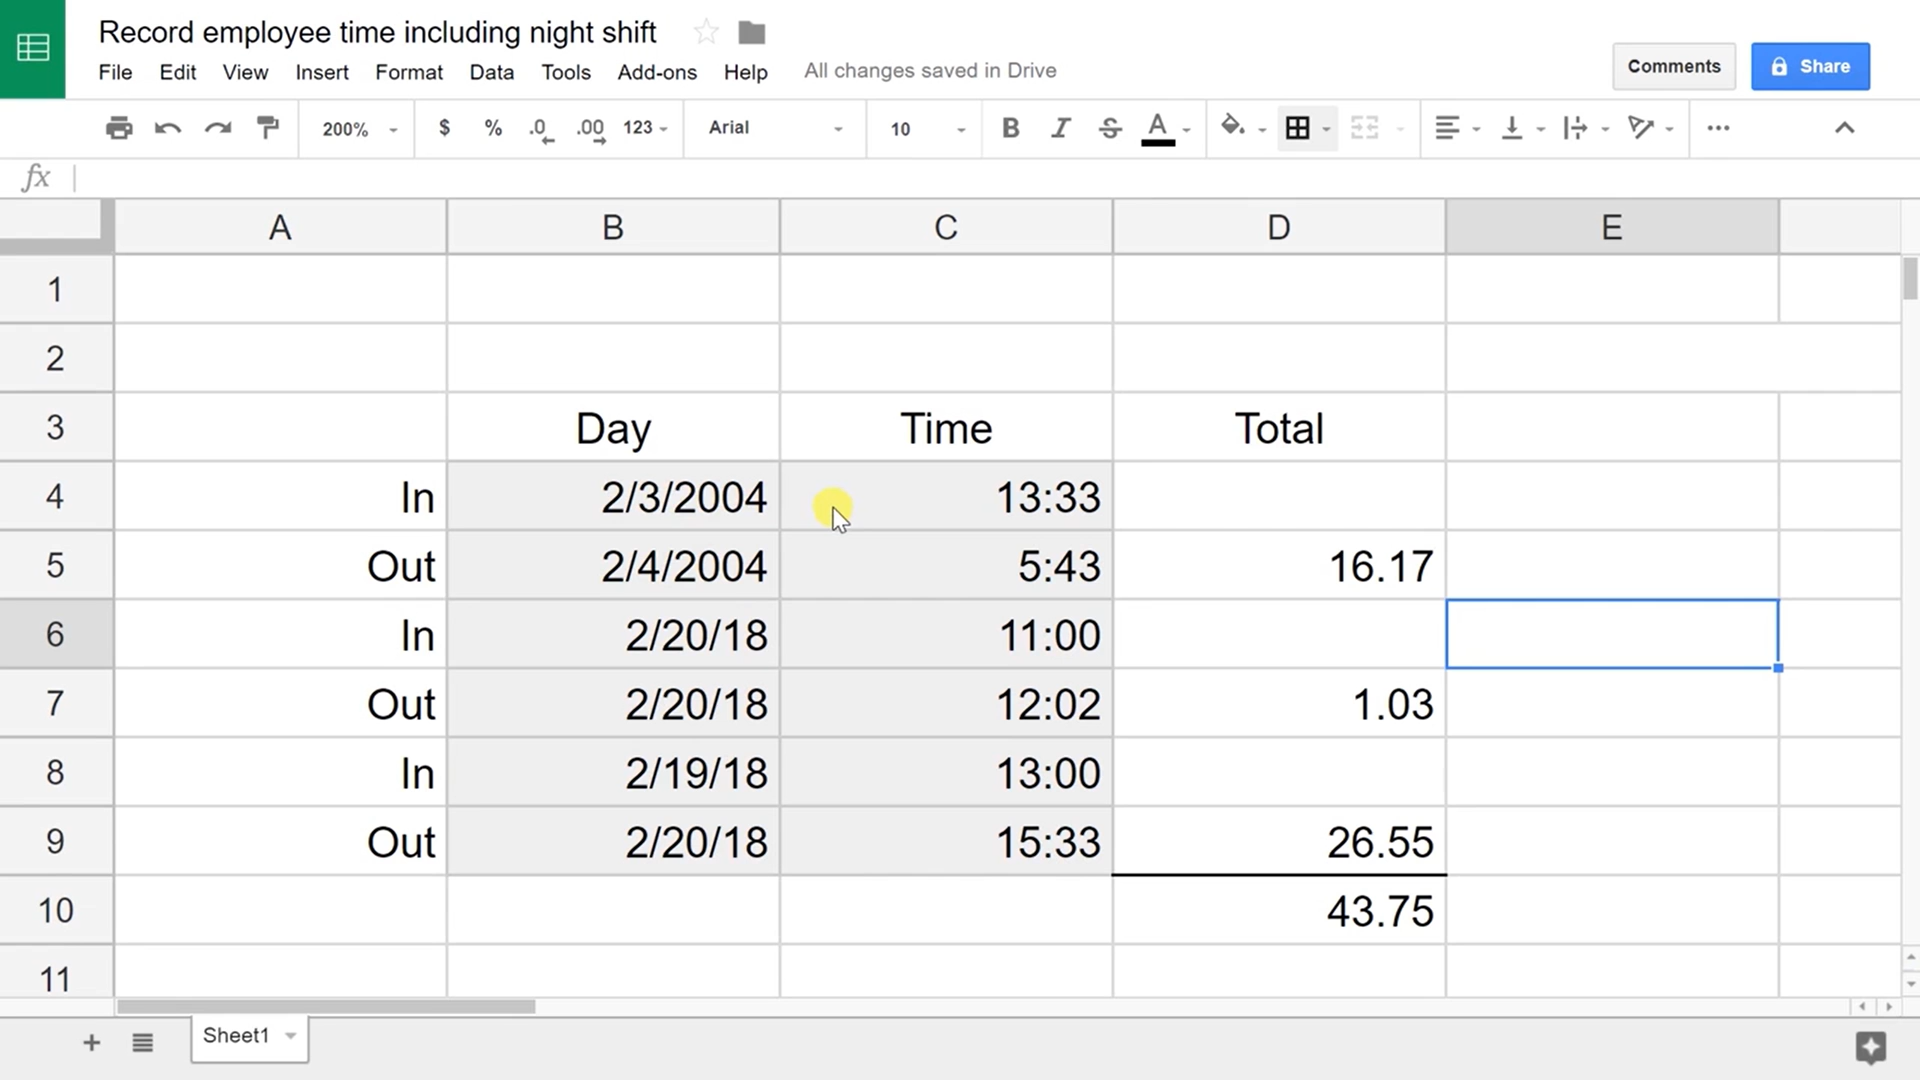 Record employee time including night shift
File Edit View Insert Format Data Tools Add-ons Help All changes saved in Drive
Comments Share
200% $ % .0 .00 123 Arial 10 B I S A
fx
A B C D E
1
2
3 Day Time Total
4 In 2/3/2004 13:33
5 Out 2/4/2004 5:43 16.17
6 In 2/20/18 11:00
7 Out 2/20/18 12:02 1.03
8 In 2/19/18 13:00
9 Out 2/20/18 15:33 26.55
10 43.75
11
Sheet1